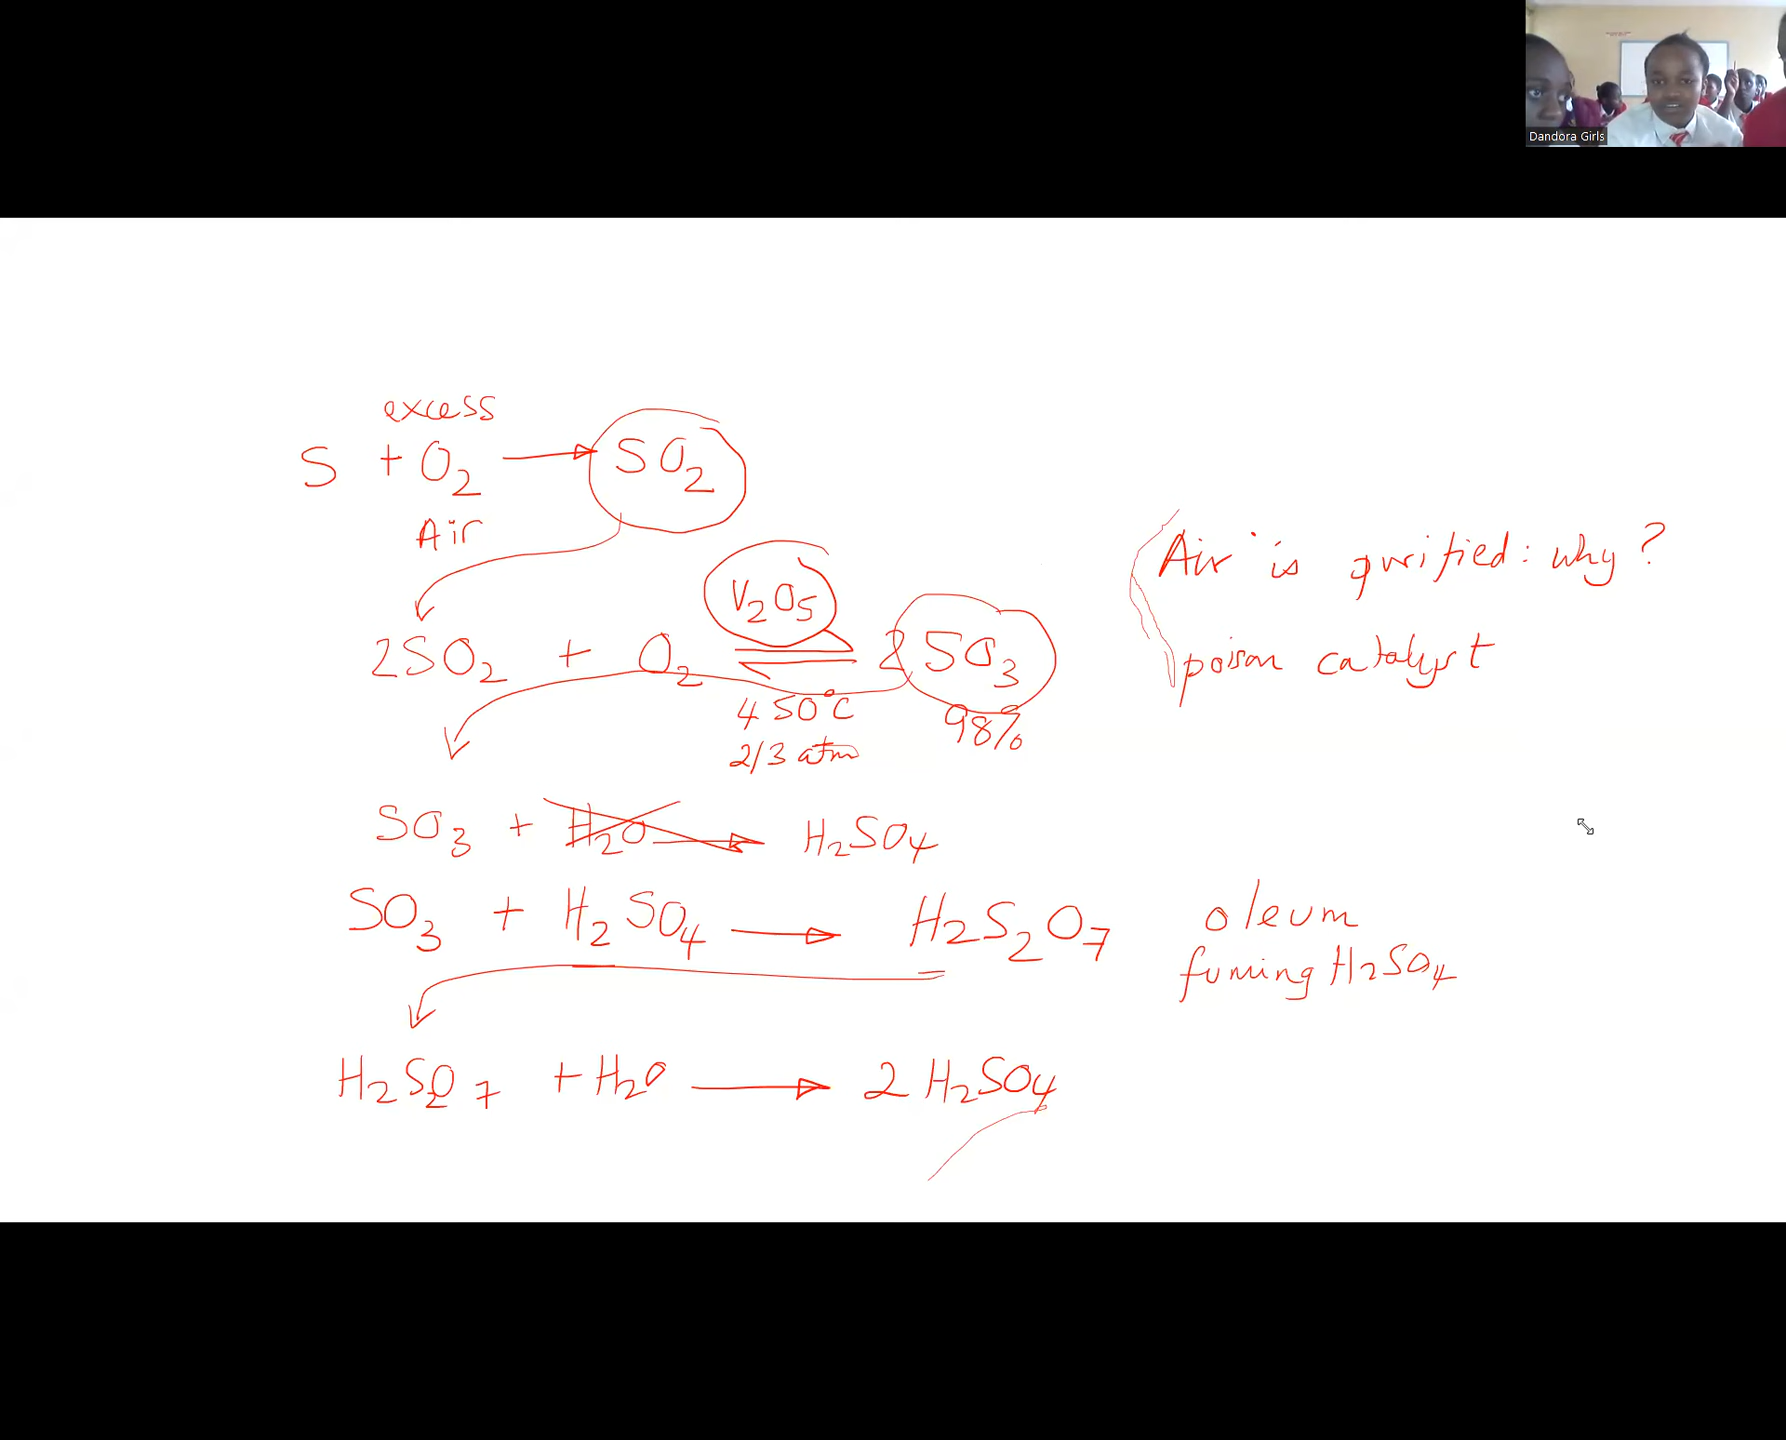 Dandora Girls
excess
S + O₂ → SO₂
Air
V₂O₅
2SO₂ + O₂ ⇌ 2SO₃
450°C 98%
2/3 atm
Air is purified: why?
poison catalyst
SO₃ + H₂O → H₂SO₄
SO₃ + H₂SO₄ → H₂S₂O₇ oleum
fuming H₂SO₄
H₂S₂O₇ + H₂O → 2H₂SO₄